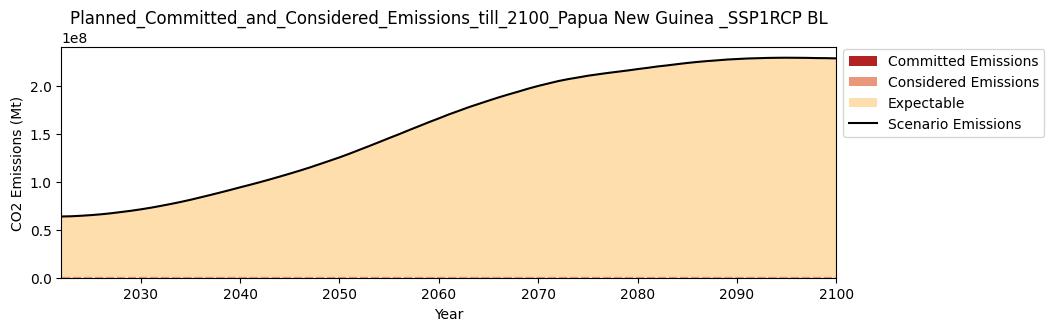 Planned_Committed_and_Considered_Emissions_till_2100_Papua New Guinea _SSP1RCP BL
1e8
2.0
1.5
1.0
0.5
0.0
CO2 Emissions (Mt)
2030 2040 2050 2060 2070 2080 2090 2100
Year
Committed Emissions
Considered Emissions
Expectable
Scenario Emissions